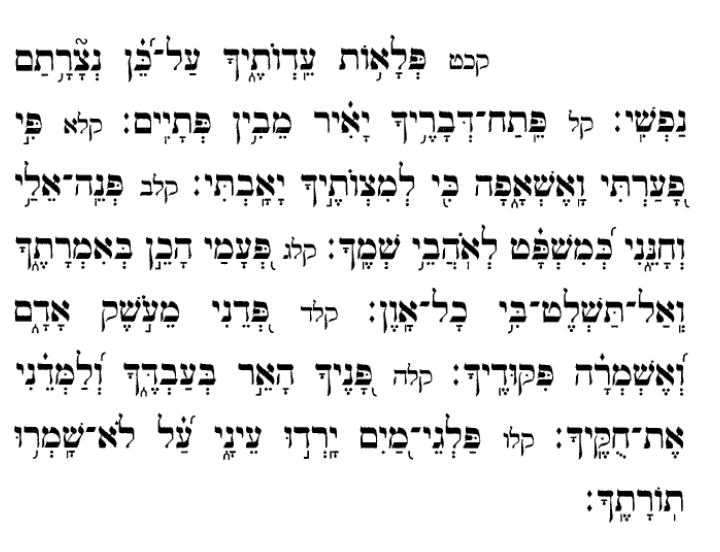 קכט פְּלָא֥וֹת עֵדְוֺתֶ֑יךָ עַל־כֵּ֝֗ן נְצָרָ֥תַם
נַפְשִֽׁי׃ קל פֵּ֖תַח־דְּבָרֶ֥יךָ יָאִ֗יר מֵבִ֥ין פְּתָיִֽים׃ קלא פִּֽי
פָ֭עַרְתִּי וָאֶשְׁאָ֑פָה כִּ֖י לְמִצְוֺתֶ֣יךָ יָאָֽבְתִּי׃ קלב פְּנֵה־אֵלַ֥י
וְחָנֵּ֑נִי כְּ֝מִשְׁפָּ֗ט לְאֹהֲבֵ֥י שְׁמֶֽךָ׃ קלג פְּ֭עָמַי הָכֵ֣ן בְּאִמְרָתֶ֑ךָ
וְֽאַל־תַּשְׁלֶט־בִּ֥י כָל־אָֽוֶן׃ קלד פְּ֭דֵנִי מֵעֹ֣שֶׁק אָדָ֑ם
וְ֝אֶשְׁמְרָ֗ה פִּקּוּדֶֽיךָ׃ קלה פָּ֭נֶיךָ הָאֵ֣ר בְּעַבְדֶּ֑ךָ וְ֝לַמְּדֵ֗נִי
אֶת־חֻקֶּֽיךָ׃ קלו פַּלְגֵי־מַ֭יִם יָרְד֣וּ עֵינָ֑י עַ֝֗ל לֹא־שָׁמְר֥וּ
תוֹרָתֶֽךָ׃